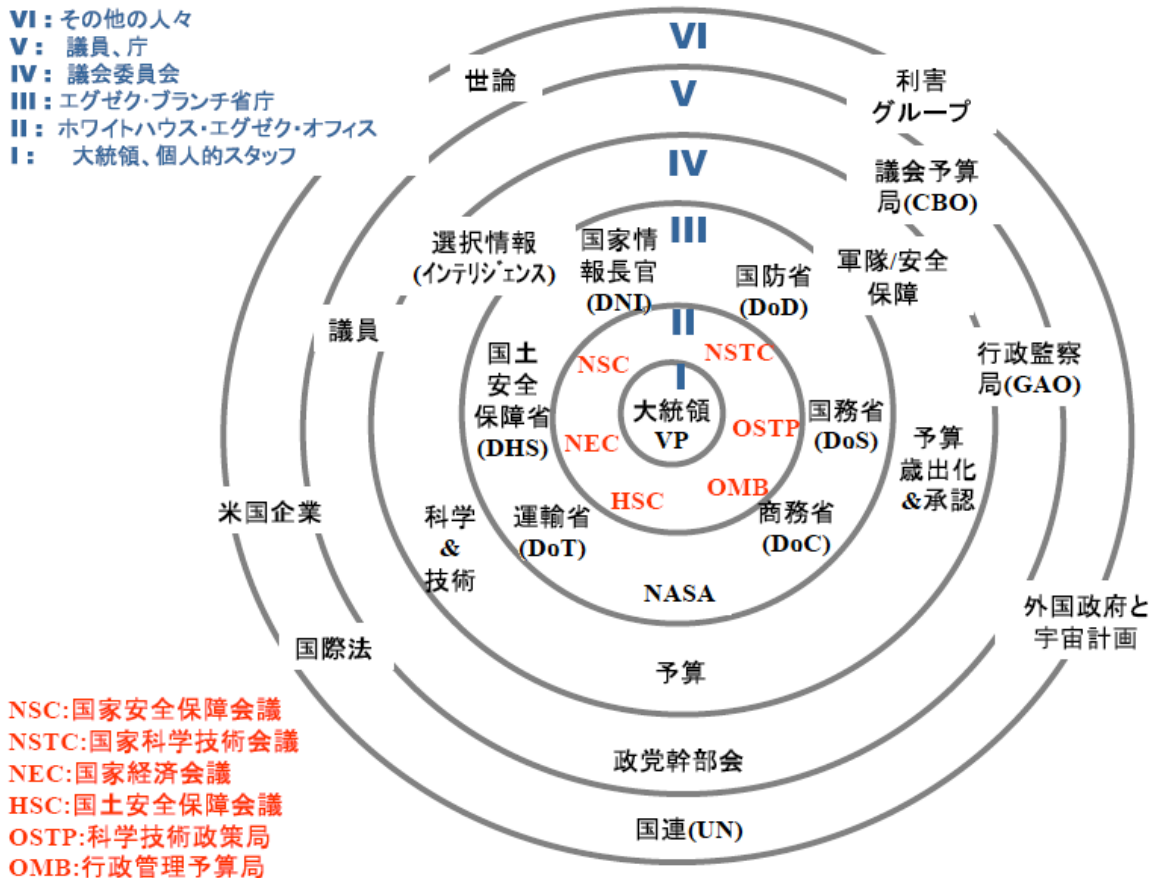 VI : その他の人々
V : 議員、庁
IV : 議会委員会
III : エグゼク・ブランチ省庁
II : ホワイトハウス・エグゼク・オフィス
I : 大統領、個人的スタッフ
VI
世論
利害
グループ
V
議会予算
局(CBO)
IV
選択情報
(インテリジェンス)
国家情
報長官
(DNI)
III
国防省
(DoD)
軍隊/安全
保障
議員
II
行政監察
局(GAO)
国土
安全
保障省
(DHS)
NSC
NSTC
I
大統領
VP
NEC
OSTP
HSC
OMB
国務省
(DoS)
予算
歳出化
&承認
米国企業
科学
&
技術
運輸省
(DoT)
商務省
(DoC)
NASA
外国政府と
宇宙計画
国際法
予算
政党幹部会
国連(UN)
NSC:国家安全保障会議
NSTC:国家科学技術会議
NEC:国家経済会議
HSC:国土安全保障会議
OSTP:科学技術政策局
OMB:行政管理予算局